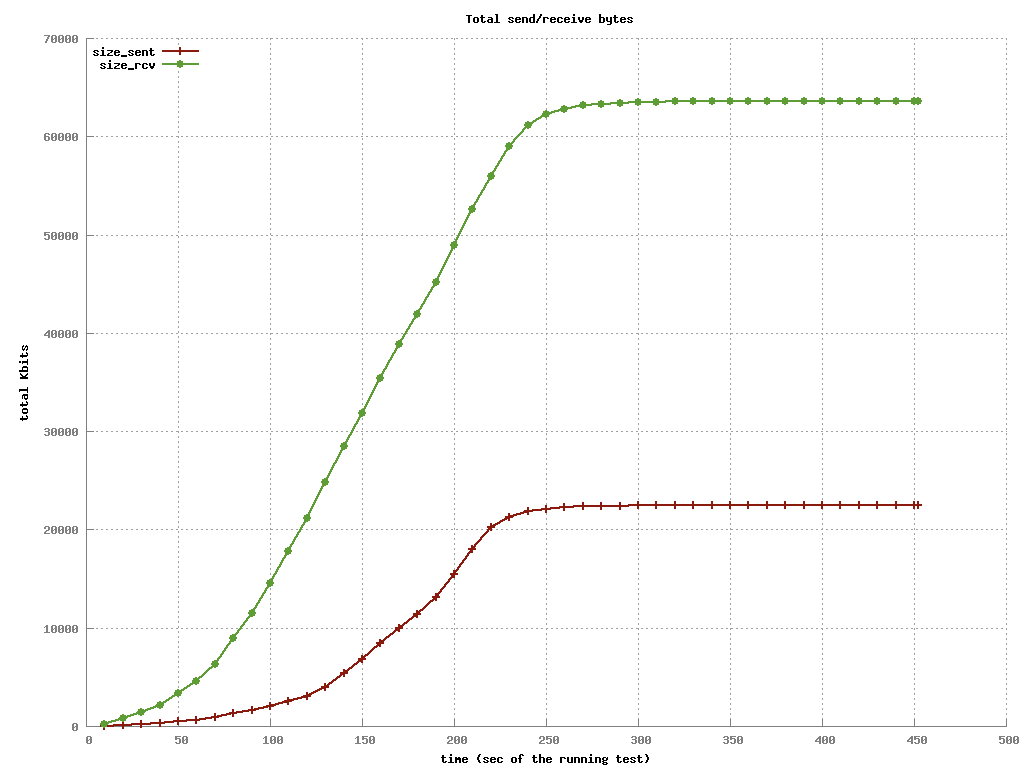 Total send/receive bytes
70000
size_sent
size_rcv
60000
50000
40000
total Kbits
30000
20000
10000
0
0 50 100 150 200 250 300 350 400 450 500
time (sec of the running test)